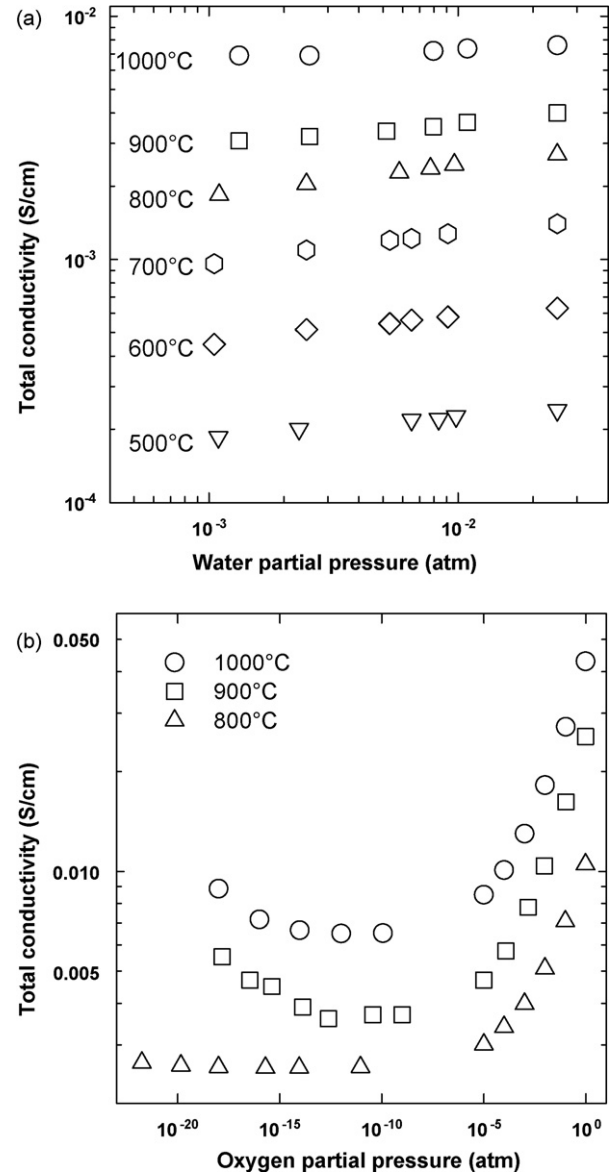 (a)
10⁻²
1000°C
900°C
800°C
700°C
600°C
500°C
10⁻³
10⁻⁴
Total conductivity (S/cm)
10⁻³
10⁻²
Water partial pressure (atm)
(b)
0.050
1000°C
900°C
800°C
0.010
0.005
Total conductivity (S/cm)
10⁻²⁰
10⁻¹⁵
10⁻¹⁰
10⁻⁵
10⁰
Oxygen partial pressure (atm)